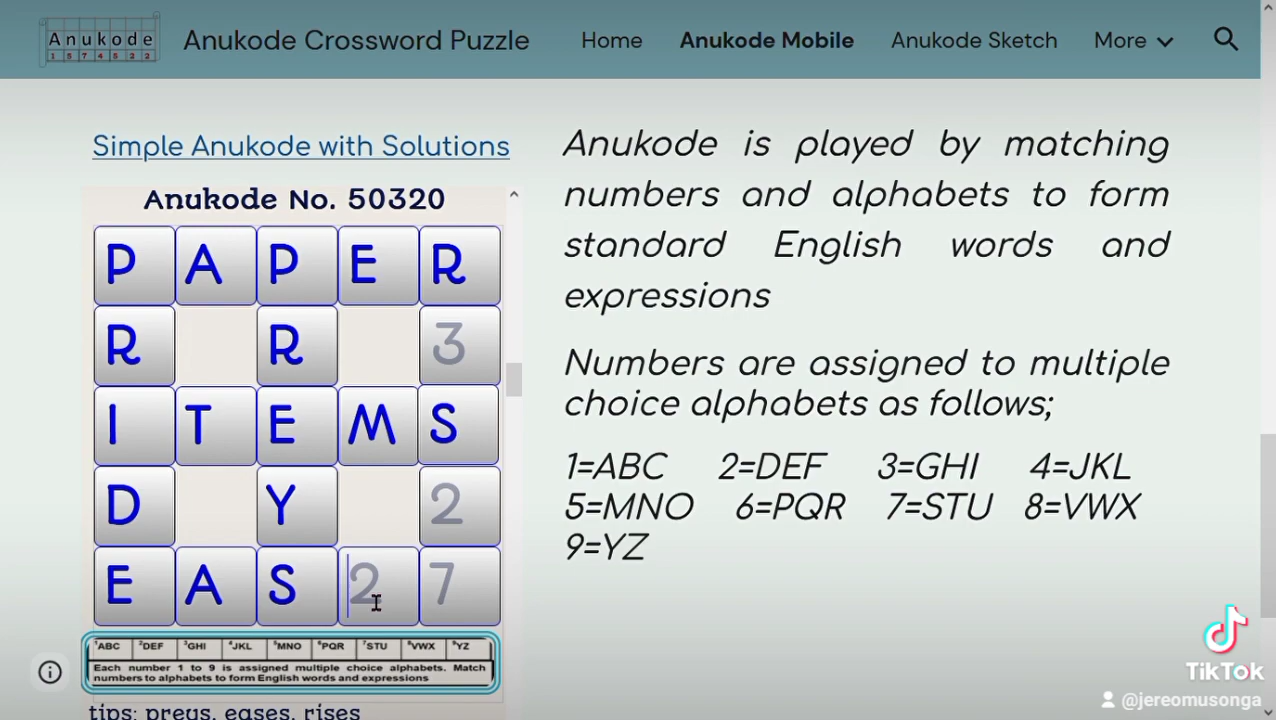 Anukode
1 5 7 4 5 2 2
Anukode Crossword Puzzle
Home
Anukode Mobile
Anukode Sketch
More
Simple Anukode with Solutions
Anukode No. 50320
P A P E R
R R 3
I T E M S
D Y 2
E A S 2 7
1ABC 2DEF 3GHI 4JKL 5MNO 6PQR 7STU 8VWX 9YZ
Each number 1 to 9 is assigned multiple choice alphabets. Match
numbers to alphabets to form English words and expressions
tips: preys, eases, rises
Anukode is played by matching
numbers and alphabets to form
standard English words and
expressions
Numbers are assigned to multiple
choice alphabets as follows;
1=ABC 2=DEF 3=GHI 4=JKL
5=MNO 6=PQR 7=STU 8=VWX
9=YZ
TikTok
@jereomusonga